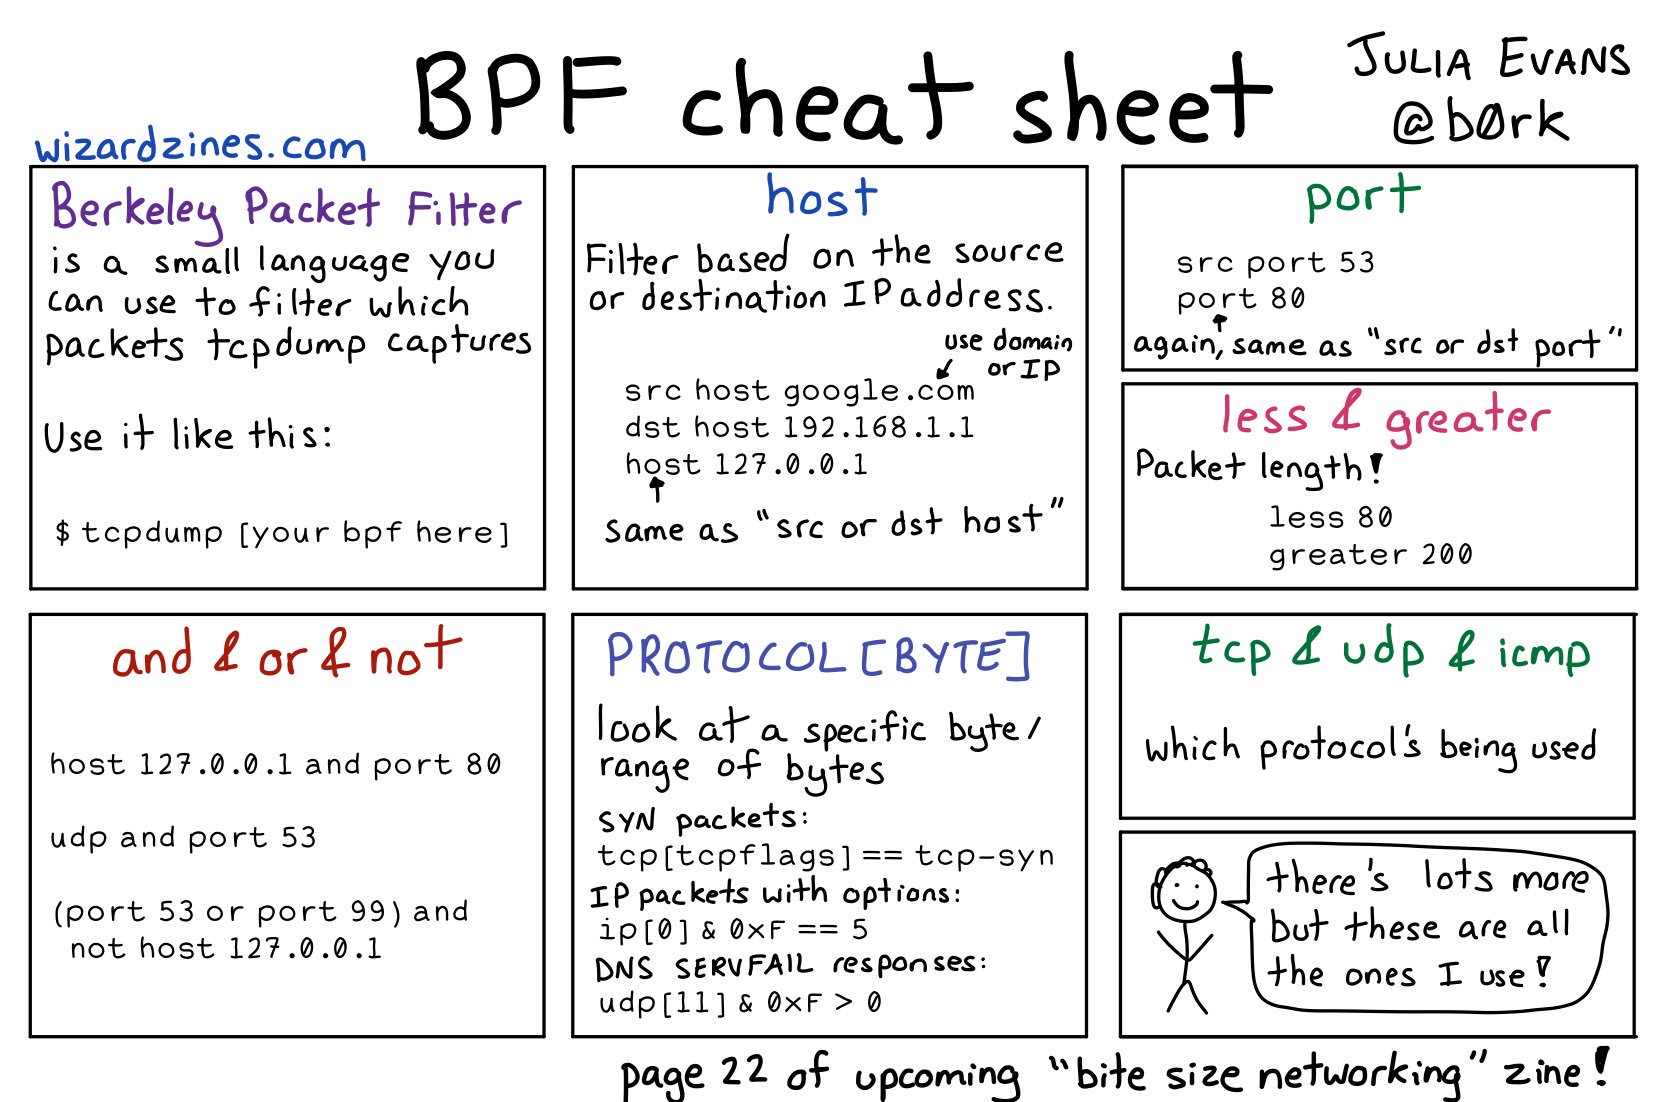 BPF cheat sheet
JULIA EVANS
@b0rk
wizardzines.com
Berkeley Packet Filter
is a small language you
can use to filter which
packets tcpdump captures
Use it like this:
$ tcpdump [your bpf here]
host
Filter based on the source
or destination IP address.
use domain
or IP
src host google.com
dst host 192.168.1.1
host 127.0.0.1
same as "src or dst host"
port
src port 53
port 80
again, same as "src or dst port"
less & greater
Packet length!
less 80
greater 200
and & or & not
host 127.0.0.1 and port 80
udp and port 53
(port 53 or port 99) and
not host 127.0.0.1
PROTOCOL[BYTE]
look at a specific byte/
range of bytes
SYN packets:
tcp[tcpflags] == tcp-syn
IP packets with options:
ip[0] & 0xF == 5
DNS SERVFAIL responses:
udp[11] & 0xF > 0
tcp & udp & icmp
which protocol's being used
there's lots more
but these are all
the ones I use!
page 22 of upcoming "bite size networking" zine!